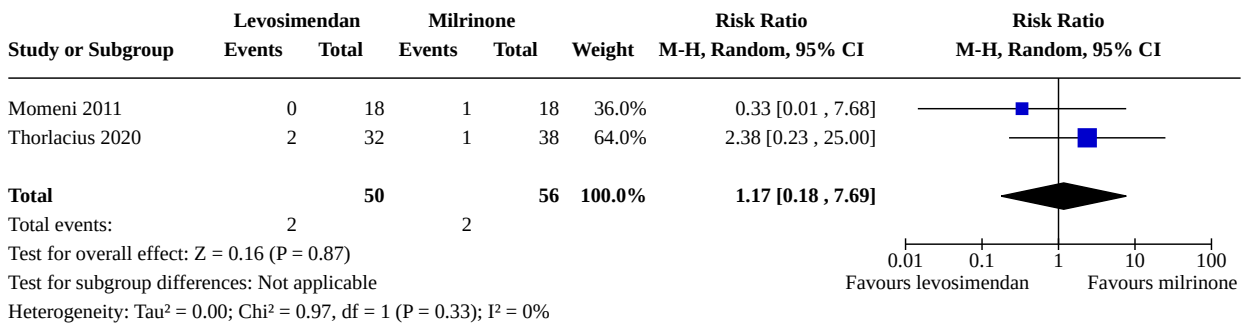 Levosimendan Milrinone Risk Ratio Risk Ratio
Study or Subgroup Events Total Events Total Weight M-H, Random, 95% CI M-H, Random, 95% CI
Momeni 2011 0 18 1 18 36.0% 0.33 [0.01 , 7.68]
Thorlacius 2020 2 32 1 38 64.0% 2.38 [0.23 , 25.00]
Total 50 56 100.0% 1.17 [0.18 , 7.69]
Total events: 2 2
Test for overall effect: Z = 0.16 (P = 0.87)
0.01 0.1 1 10 100
Test for subgroup differences: Not applicable Favours levosimendan Favours milrinone
Heterogeneity: Tau² = 0.00; Chi² = 0.97, df = 1 (P = 0.33); I² = 0%